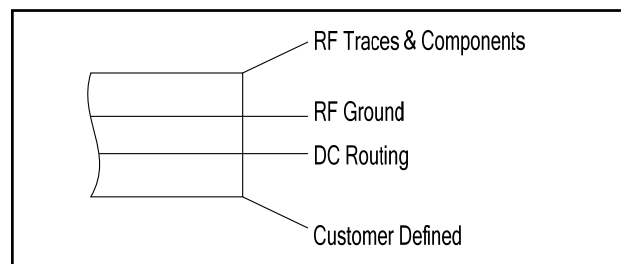 RF Traces & Components
RF Ground
DC Routing
Customer Defined